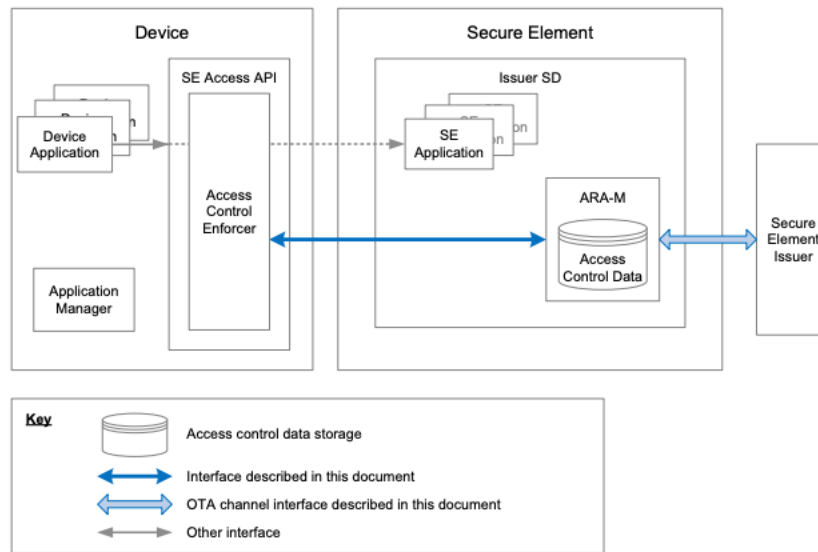 Device
Secure Element
SE Access API
Issuer SD
Device
Application
SE
Application
Access
Control
Enforcer
ARA-M
Access
Control Data
Secure
Element
Issuer
Application
Manager
Key
Access control data storage
Interface described in this document
OTA channel interface described in this document
Other interface